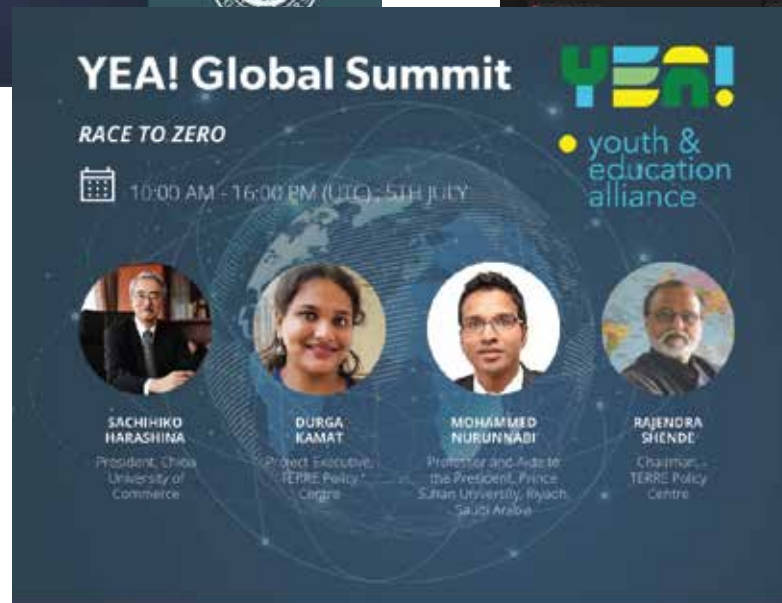 YEA! Global Summit
YEA!
RACE TO ZERO
youth &
education
alliance
10:00 AM - 16:00 PM (UTC) ; 5TH JULY
SACHIHIKO
HARASHINA
President, Chiba
University of
Commerce
DURGA
KAMAT
Project Executive,
TERRE Policy
Centre
MOHAMMED
NURUNNABI
Professor and Aide to
the President, Prince
Sultan University, Riyadh,
Saudi Arabia
RAJENDRA
SHENDE
Chairman,
TERRE Policy
Centre